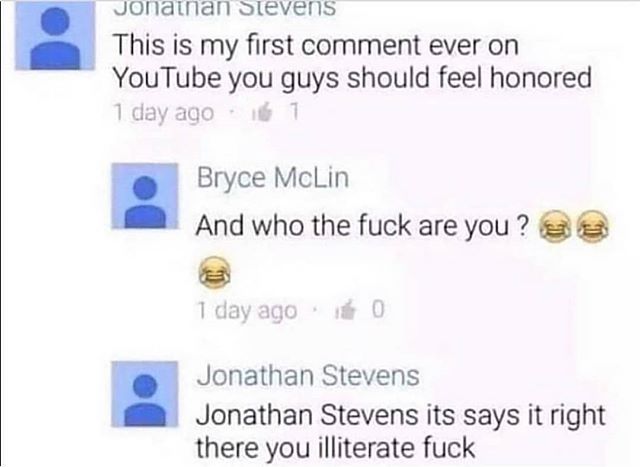 Jonathan Stevens
This is my first comment ever on
YouTube you guys should feel honored
1 day ago · 1
Bryce McLin
And who the fuck are you ? 😂😂
😂
1 day ago · 0
Jonathan Stevens
Jonathan Stevens its says it right
there you illiterate fuck